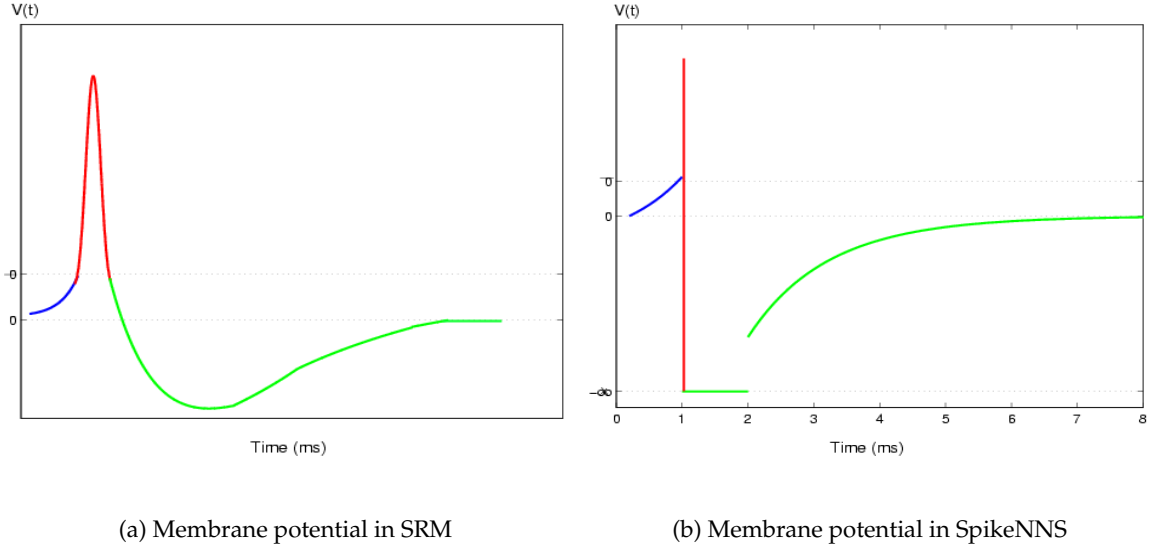 V(t)
0
0
Time (ms)
(a) Membrane potential in SRM
V(t)
0
0
−∞
0 1 2 3 4 5 6 7 8
Time (ms)
(b) Membrane potential in SpikeNNS